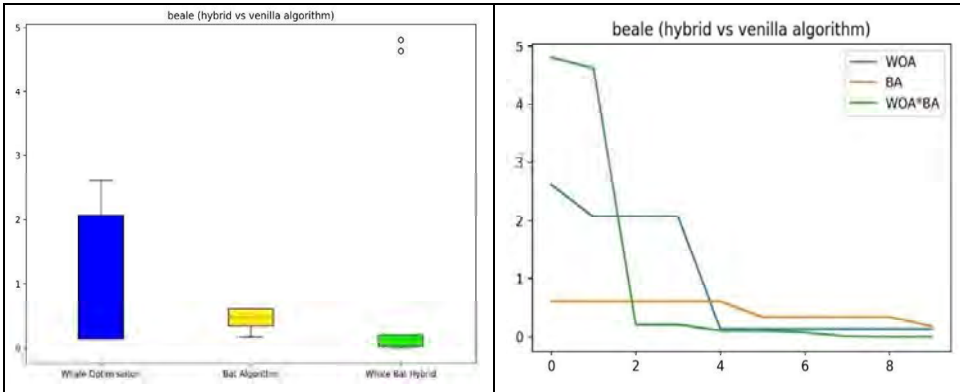 beale (hybrid vs venilla algorithm)
5
4
3
2
1
0
Whale Optimisation
Bat Algorithm
Whale Bat Hybrid
beale (hybrid vs venilla algorithm)
WOA
BA
WOA*BA
5
4
3
2
1
0
0 2 4 6 8